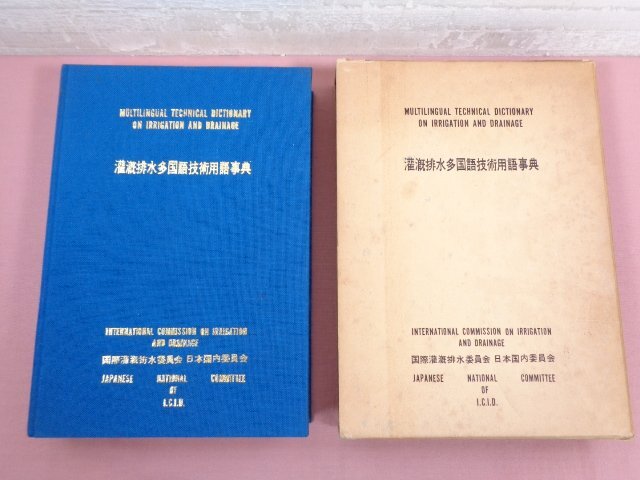 MULTILINGUAL TECHNICAL DICTIONARY
ON IRRIGATION AND DRAINAGE
灌漑排水多国語技術用語事典
INTERNATIONAL COMMISSION ON IRRIGATION
AND DRAINAGE
国際灌漑排水委員会 日本国内委員会
JAPANESE NATIONAL COMMITTEE
OF
I.C.I.D.
MULTILINGUAL TECHNICAL DICTIONARY
ON IRRIGATION AND DRAINAGE
灌漑排水多国語技術用語事典
INTERNATIONAL COMMISSION ON IRRIGATION
AND DRAINAGE
国際灌漑排水委員会 日本国内委員会
JAPANESE NATIONAL COMMITTEE
OF
I.C.I.D.